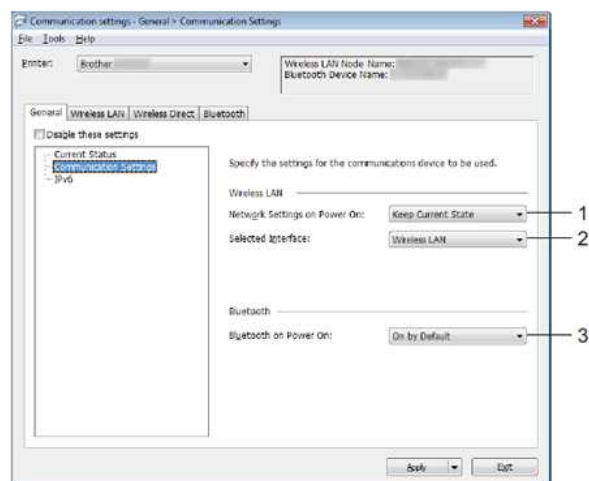 Communication settings - General > Communication Settings
File Tools Help
Printer: Brother
Wireless LAN Node Name:
Bluetooth Device Name:
General Wireless LAN Wireless Direct Bluetooth
Disable these settings
Current Status
Communication Settings
IPv6
Specify the settings for the communications device to be used.
Wireless LAN
Network Settings on Power On: Keep Current State 1
Selected Interface: Wireless LAN 2
Bluetooth
Bluetooth on Power On: On by Default 3
Apply Exit